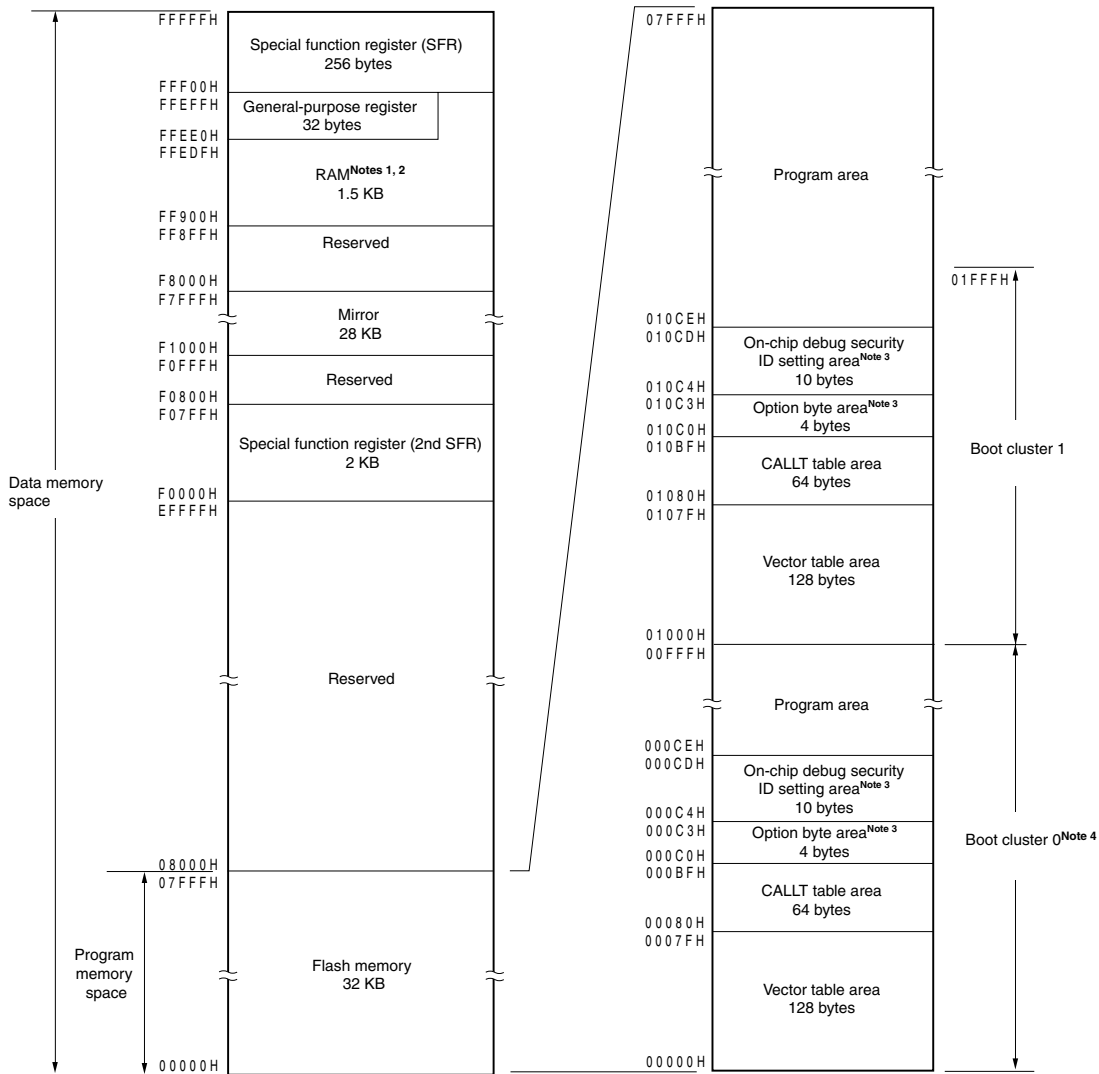 FFFFFH
Special function register (SFR)
256 bytes
FFF00H
FFEFFH
General-purpose register
32 bytes
FFEE0H
FFEDFH
RAMNotes 1, 2
1.5 KB
FF900H
FF8FFH
Reserved
F8000H
F7FFFH
Mirror
28 KB
F1000H
F0FFFH
Reserved
F0800H
F07FFH
Special function register (2nd SFR)
2 KB
F0000H
EFFFFH
Data memory
space
Reserved
08000H
07FFFH
Program
memory
space
Flash memory
32 KB
00000H
07FFFH
Program area
01FFFH
010CEH
010CDH
On-chip debug security
ID setting areaNote 3
10 bytes
010C4H
010C3H
Option byte areaNote 3
4 bytes
010C0H
010BFH
Boot cluster 1
CALLT table area
64 bytes
01080H
0107FH
Vector table area
128 bytes
01000H
00FFFH
Program area
000CEH
000CDH
On-chip debug security
ID setting areaNote 3
10 bytes
000C4H
000C3H
Option byte areaNote 3
4 bytes
Boot cluster 0Note 4
000C0H
000BFH
CALLT table area
64 bytes
00080H
0007FH
Vector table area
128 bytes
00000H